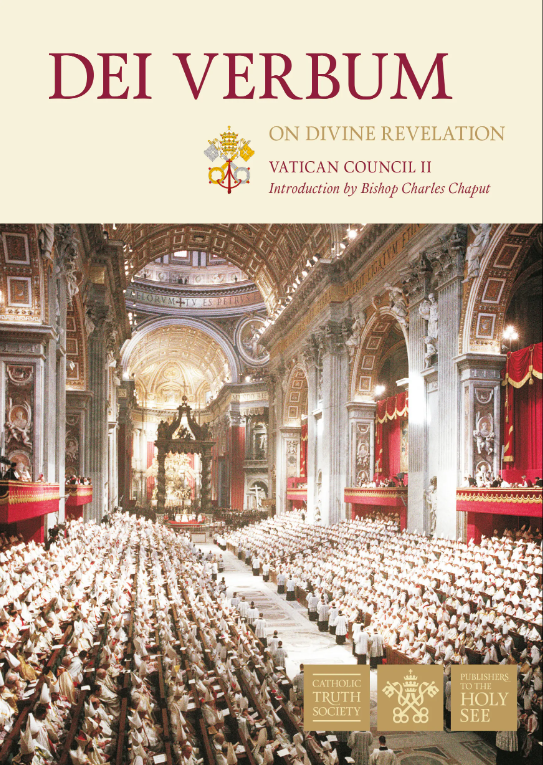 DEI VERBUM
ON DIVINE REVELATION
VATICAN COUNCIL II
Introduction by Bishop Charles Chaput
CATHOLIC
TRUTH
SOCIETY
PUBLISHERS
TO THE
HOLY
SEE